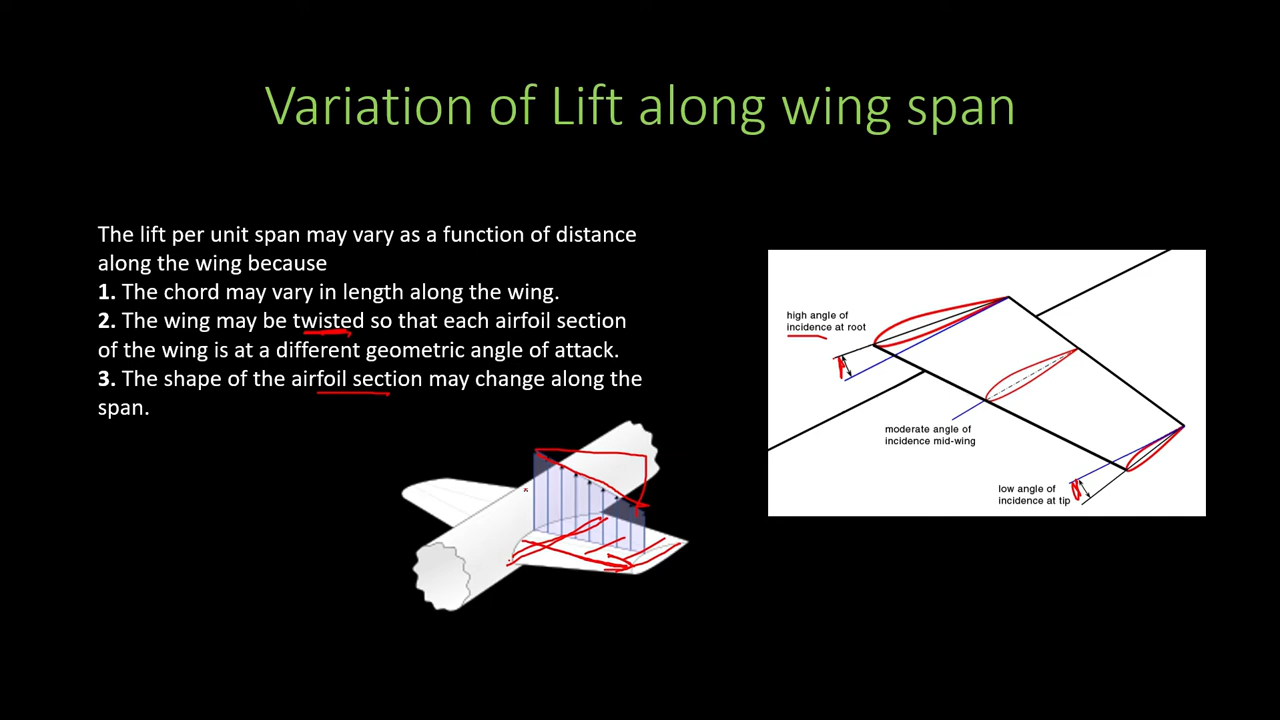 Variation of Lift along wing span
The lift per unit span may vary as a function of distance
along the wing because
1. The chord may vary in length along the wing.
2. The wing may be twisted so that each airfoil section
of the wing is at a different geometric angle of attack.
3. The shape of the airfoil section may change along the
span.
high angle of
incidence at root
moderate angle of
incidence mid-wing
low angle of
incidence at tip